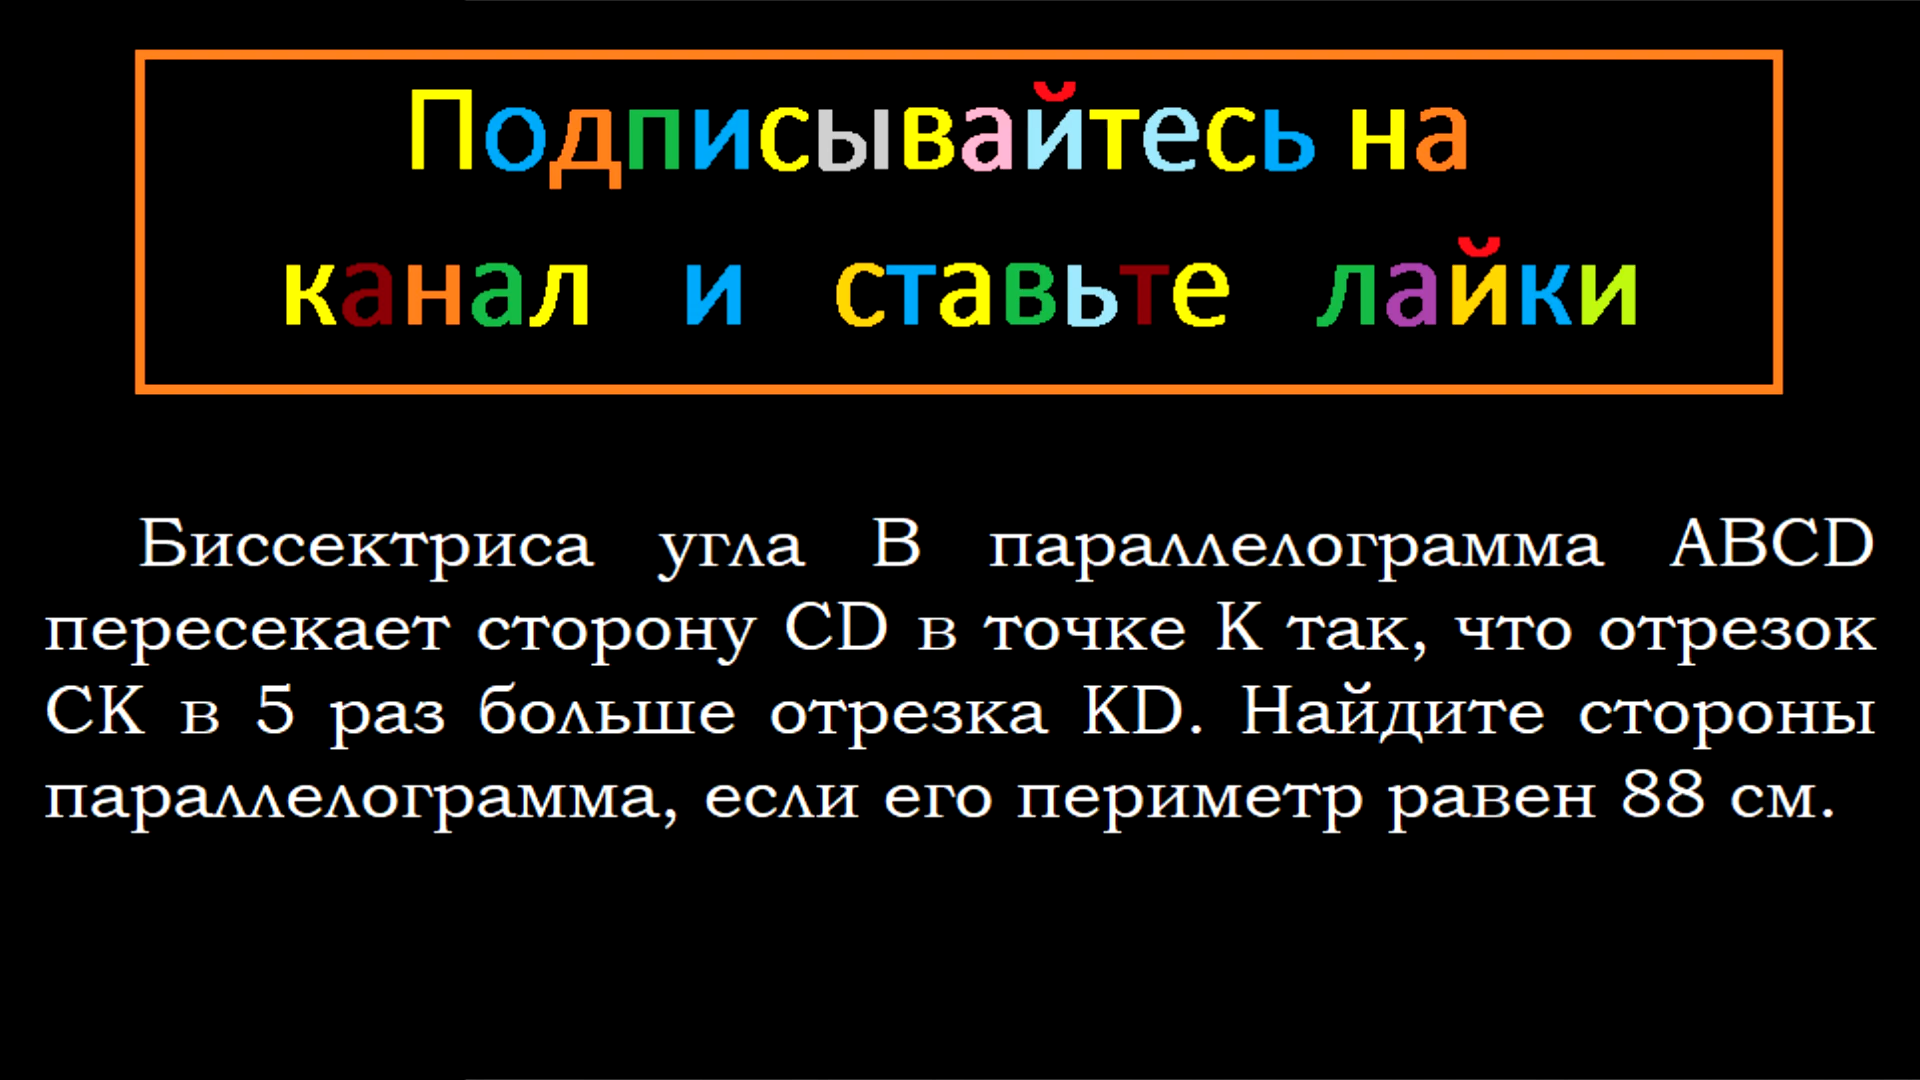 Подписывайтесь на
канал и ставьте лайки
Биссектриса угла В параллелограмма ABCD
пересекает сторону CD в точке К так, что отрезок
СК в 5 раз больше отрезка KD. Найдите стороны
параллелограмма, если его периметр равен 88 см.